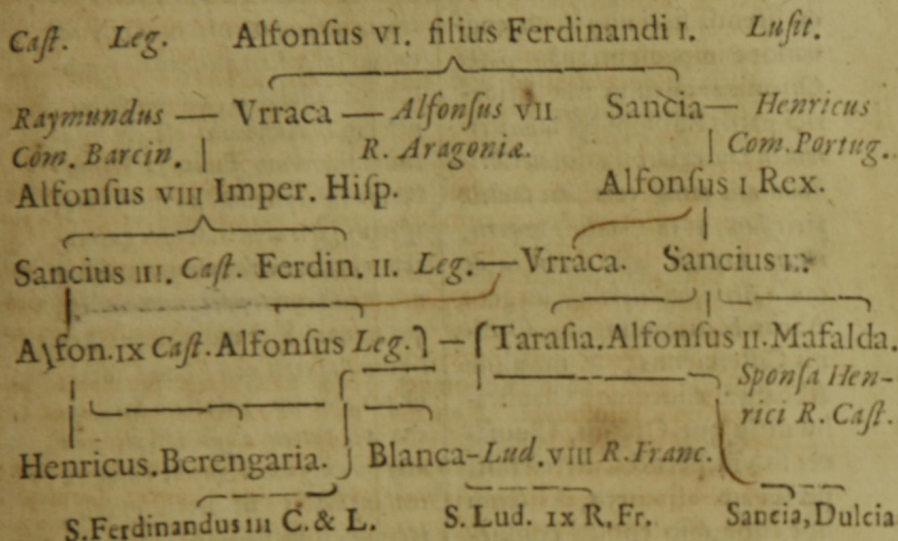 Caſt. Leg. Alfonſus VI. filius Ferdinandi I. Luſit.
Raymundus — Vrraca — Alfonſus VII Sancia — Henricus
Com. Barcin. R. Aragoniæ. Com. Portug.
Alfonſus VIII Imper. Hiſp. Alfonſus I Rex.
Sancius III. Caſt. Ferdin. II. Leg. — Vrraca. Sancius I.
Alfon. IX Caſt. Alfonſus Leg. — Taraſia. Alfonſus II. Mafalda.
Sponſa Hen-
rici R. Caſt.
Henricus. Berengaria. Blanca - Lud. VIII R. Franc.
S. Ferdinandus III C. & L. S. Lud. IX R. Fr. Sancia, Dulcia